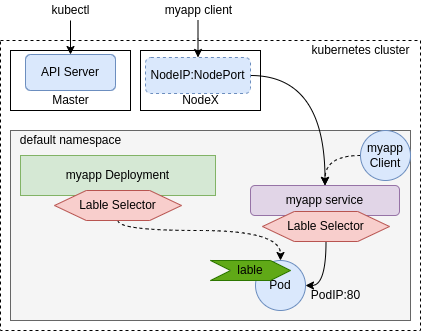 kubectl
myapp client
kubernetes cluster
API Server
Master
NodeIP:NodePort
NodeX
default namespace
myapp
Client
myapp Deployment
Lable Selector
myapp service
Lable Selector
lable
Pod
PodIP:80